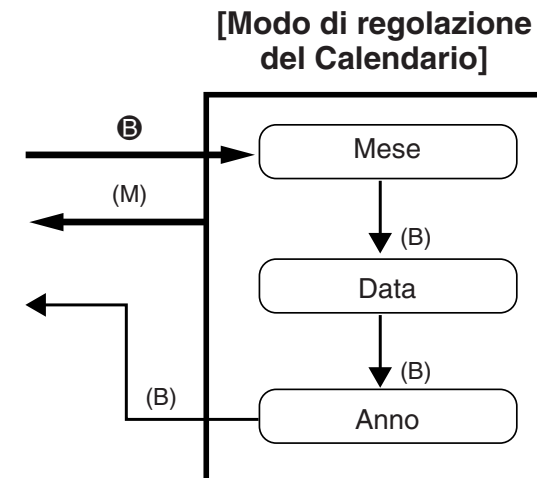 [Modo di regolazione
del Calendario]
B
Mese
(M)
(B)
Data
(B)
(B)
Anno